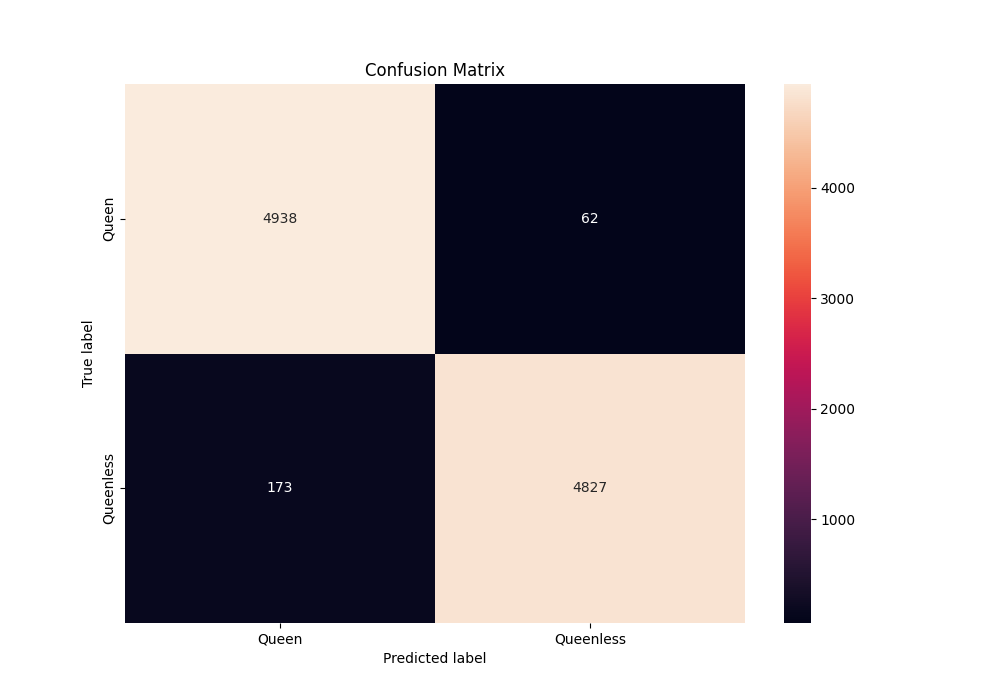 Confusion Matrix
Queen
4938
62
4000
3000
True label
2000
Queenless
173
4827
1000
Queen
Queenless
Predicted label